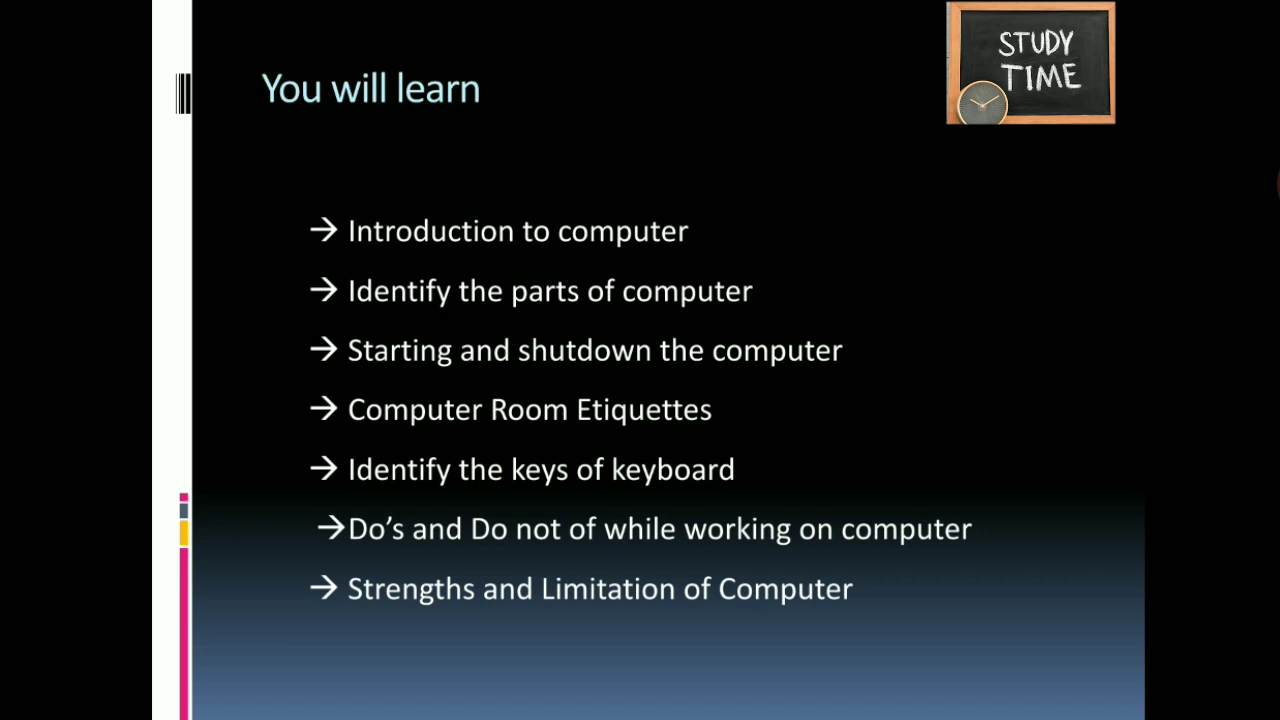 You will learn
STUDY
TIME
→ Introduction to computer
→ Identify the parts of computer
→ Starting and shutdown the computer
→ Computer Room Etiquettes
→ Identify the keys of keyboard
→Do’s and Do not of while working on computer
→ Strengths and Limitation of Computer